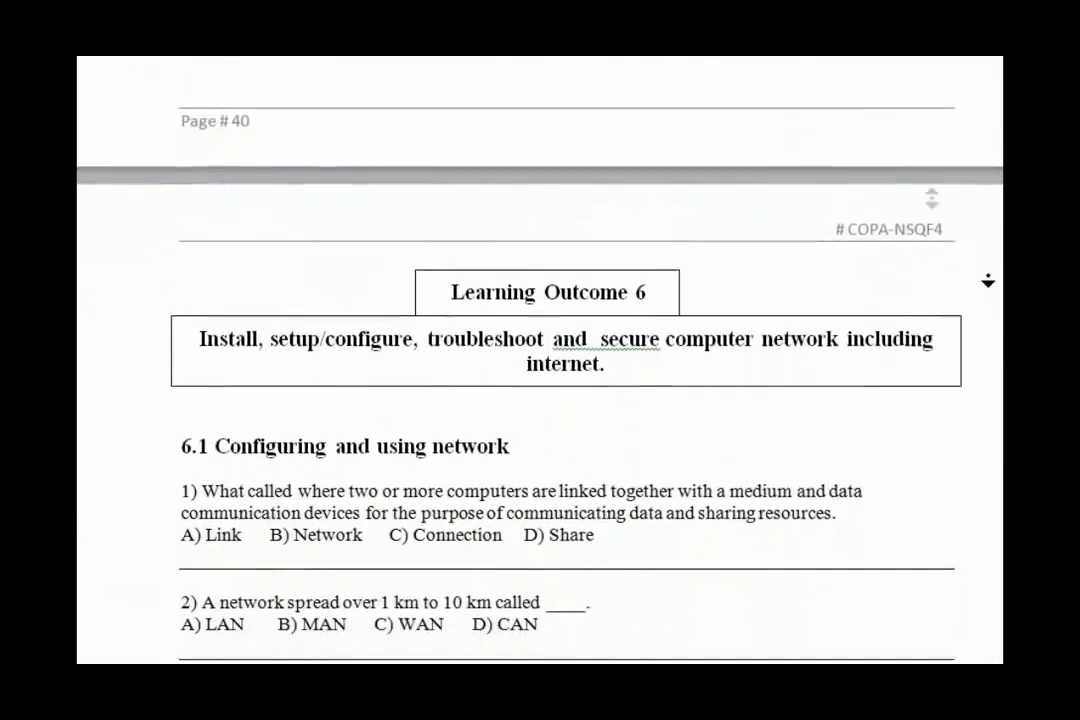 Page # 40
# COPA-NSQF4
Learning Outcome 6
Install, setup/configure, troubleshoot and secure computer network including
internet.
6.1 Configuring and using network
1) What called where two or more computers are linked together with a medium and data
communication devices for the purpose of communicating data and sharing resources.
A) Link B) Network C) Connection D) Share
2) A network spread over 1 km to 10 km called ____.
A) LAN B) MAN C) WAN D) CAN